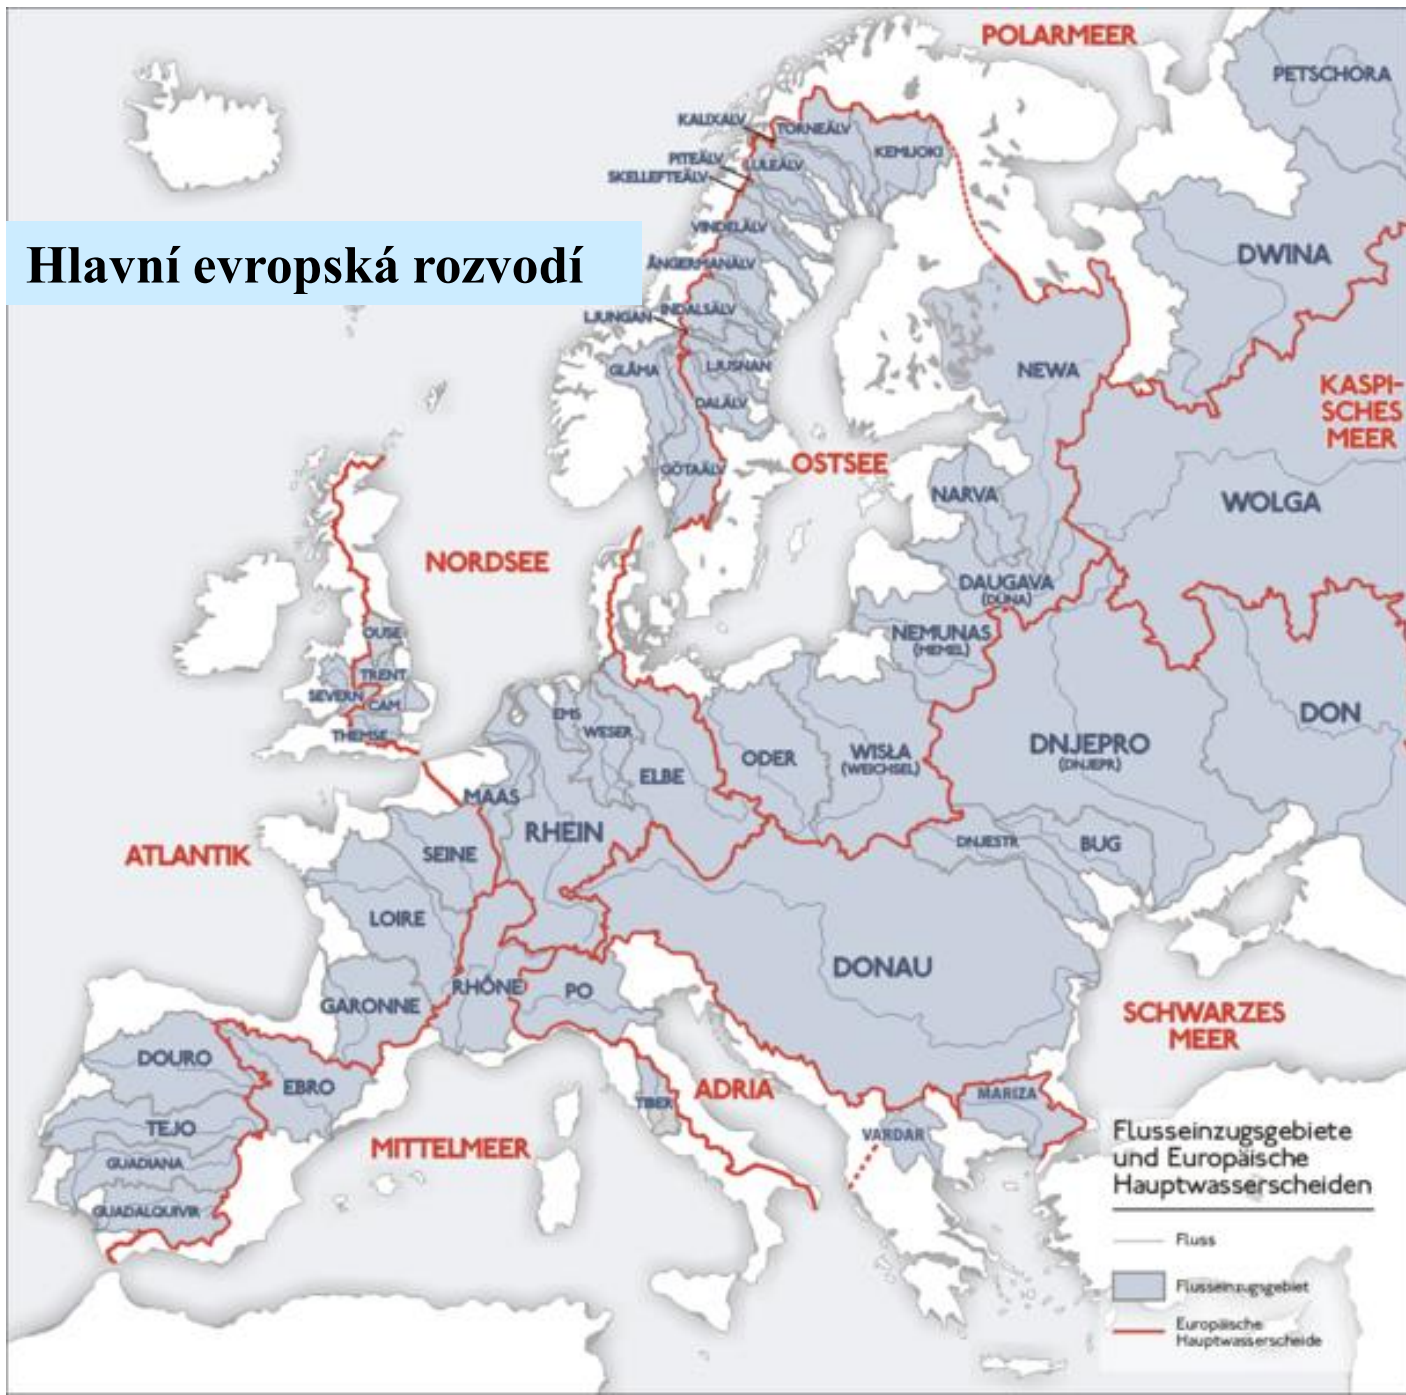 POLARMEER
PETSCHORA
KALIXÄLV
TORNEÄLV
KEMIJOKI
PITEÄLV
LULEÄLV
SKELLEFTEÄLV
VINDELÄLV
DWINA
Hlavní evropská rozvodí
ÅNGERMANÄLV
INDALSÄLV
LJUNGAN
GLÅMA
LJUSNAN
NEWA
KASPI-
SCHES
MEER
DALÄLV
GÖTAÄLV
OSTSEE
NARVA
WOLGA
NORDSEE
DAUGAVA
(DÜNA)
OUSE
NEMUNAS
(MEMEL)
TRENT
SEVERN
CAM
THEMSE
EMS
WESER
DON
ODER
WISŁA
(WEICHSEL)
DNJEPRO
(DNJEPR)
ELBE
MAAS
RHEIN
ATLANTIK
SEINE
DNJESTR
BUG
LOIRE
DONAU
RHÔNE
PO
GARONNE
SCHWARZES
MEER
DOURO
EBRO
ADRIA
MARIZA
TIBER
TEJO
MITTELMEER
VARDAR
GUADIANA
GUADALQUIVIR
Flusseinzugsgebiete
und Europäische
Hauptwasserscheiden
Fluss
Flusseinzugsgebiet
Europäische
Hauptwasserscheide